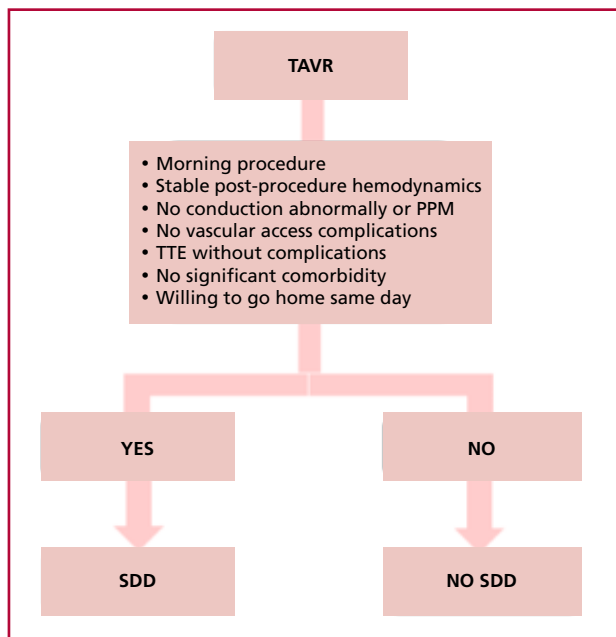 TAVR
• Morning procedure
• Stable post-procedure hemodynamics
• No conduction abnormally or PPM
• No vascular access complications
• TTE without complications
• No significant comorbidity
• Willing to go home same day
YES
NO
SDD
NO SDD